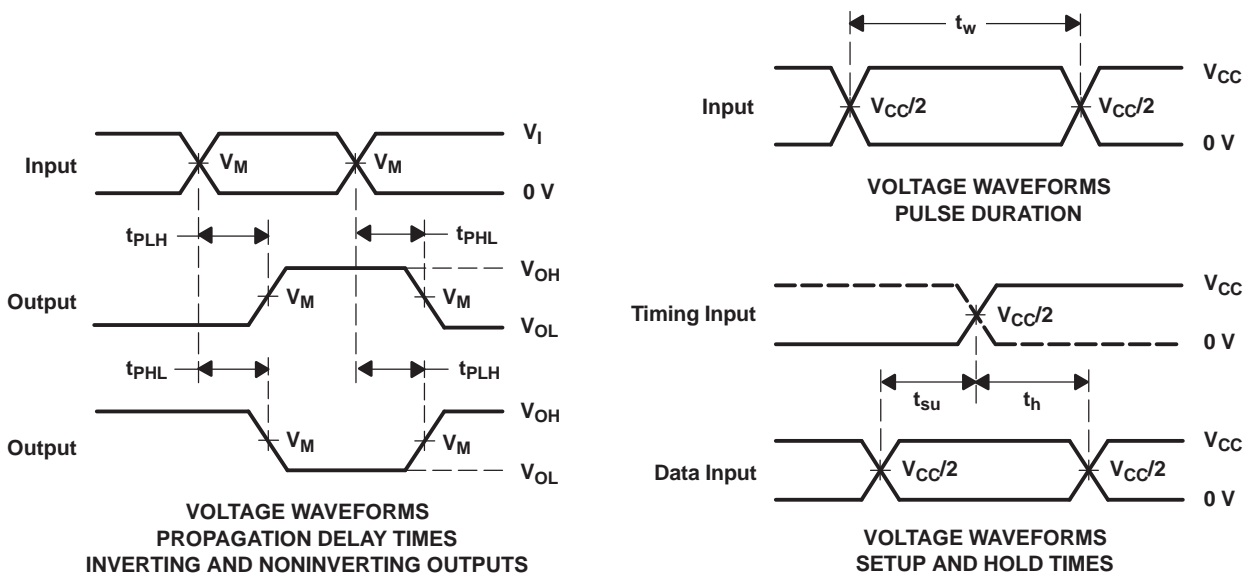 Input
V_M
V_M
V_I
0 V
t_PLH
t_PHL
Output
V_M
V_M
V_OH
V_OL
t_PHL
t_PLH
Output
V_M
V_M
V_OH
V_OL
VOLTAGE WAVEFORMS
PROPAGATION DELAY TIMES
INVERTING AND NONINVERTING OUTPUTS
t_w
Input
V_CC/2
V_CC/2
V_CC
0 V
VOLTAGE WAVEFORMS
PULSE DURATION
Timing Input
V_CC/2
V_CC
0 V
t_su
t_h
Data Input
V_CC/2
V_CC/2
V_CC
0 V
VOLTAGE WAVEFORMS
SETUP AND HOLD TIMES